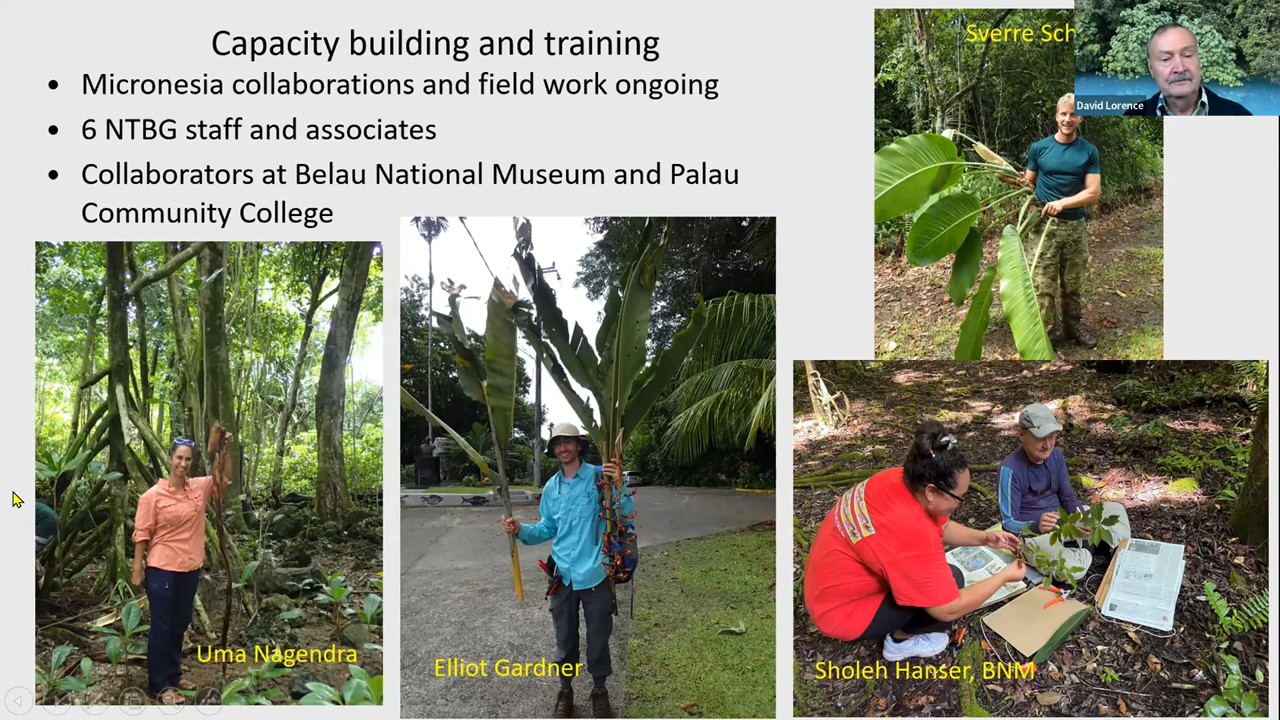 Capacity building and training
• Micronesia collaborations and field work ongoing
• 6 NTBG staff and associates
• Collaborators at Belau National Museum and Palau
Community College
Sverre Sch
David Lorence
Uma Nagendra
Elliot Gardner
Sholeh Hanser, BNM